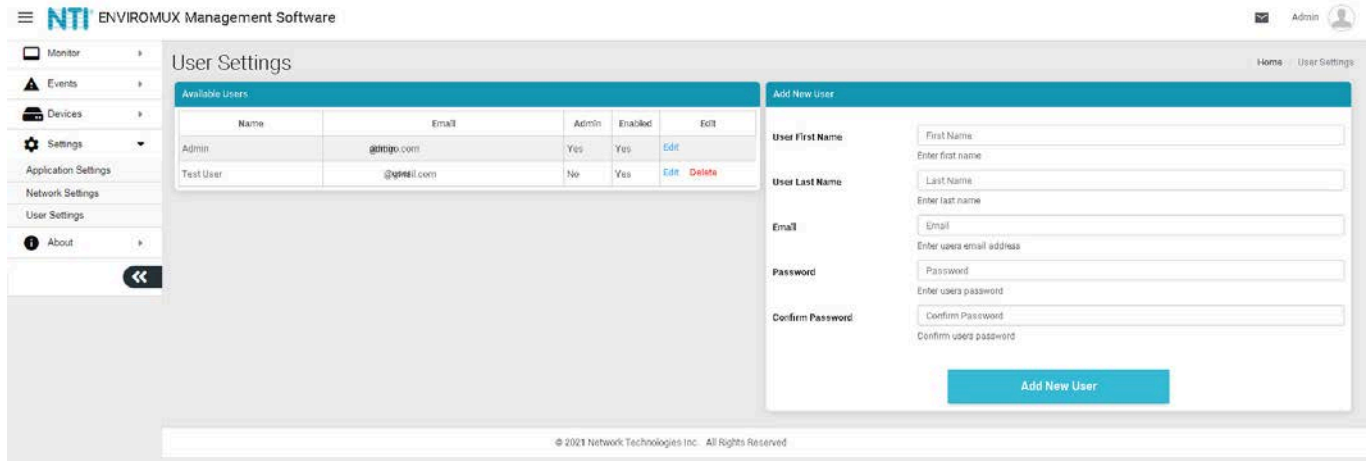 NTI ENVIROMUX Management Software
Admin
Monitor
Events
Devices
Settings
Application Settings
Network Settings
User Settings
About
User Settings
Home / User Settings
Available Users
Name Email Admin Enabled Edit
Admin .com Yes Yes Edit
Test User .com No Yes Edit Delete
Add New User
User First Name First Name
Enter first name
User Last Name Last Name
Enter last name
Email Email
Enter users email address
Password Password
Enter users password
Confirm Password Confirm Password
Confirm users password
Add New User
© 2021 Network Technologies Inc. All Rights Reserved